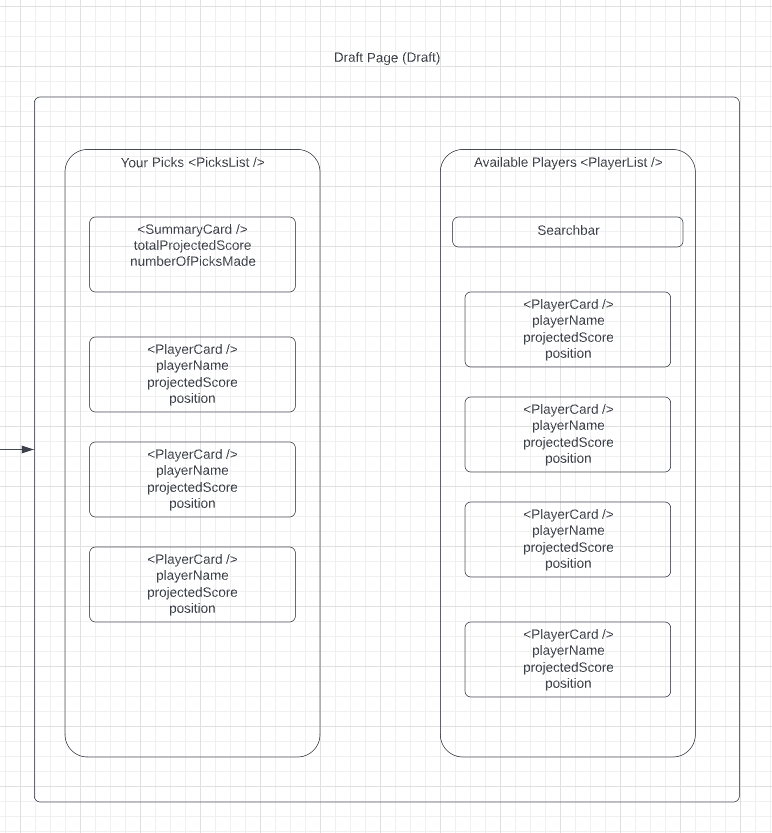 Draft Page (Draft)
Your Picks <PicksList />
<SummaryCard />
totalProjectedScore
numberOfPicksMade
<PlayerCard />
playerName
projectedScore
position
<PlayerCard />
playerName
projectedScore
position
<PlayerCard />
playerName
projectedScore
position
Available Players <PlayerList />
Searchbar
<PlayerCard />
playerName
projectedScore
position
<PlayerCard />
playerName
projectedScore
position
<PlayerCard />
playerName
projectedScore
position
<PlayerCard />
playerName
projectedScore
position